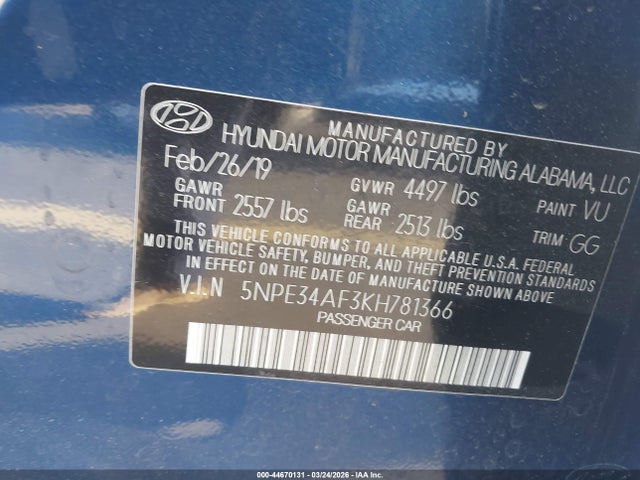 MANUFACTURED BY
HYUNDAI MOTOR MANUFACTURING ALABAMA, LLC
Feb/26/19 GVWR 4497 lbs PAINT VU
GAWR FRONT 2557 lbs GAWR REAR 2513 lbs TRIM GG
THIS VEHICLE CONFORMS TO ALL APPLICABLE U.S.A. FEDERAL
MOTOR VEHICLE SAFETY, BUMPER, AND THEFT PREVENTION STANDARDS
IN EFFECT ON THE DATE OF MANUFACTURE SHOWN ABOVE.
V.I.N 5NPE34AF3KH781366
PASSENGER CAR
000-44670131 - 03/24/2026 - IAA Inc.